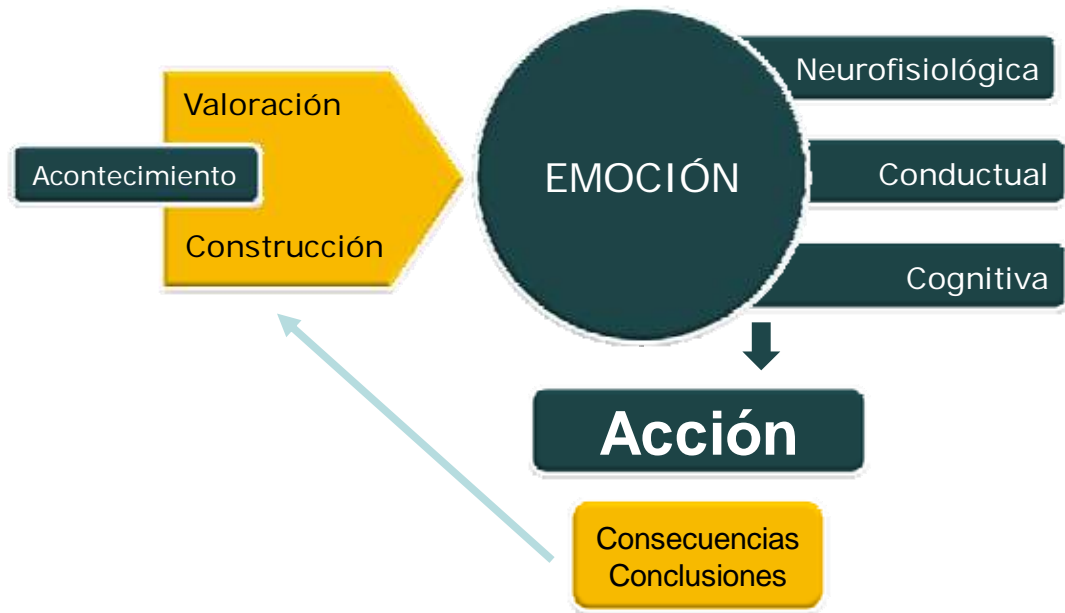 Valoración
Acontecimiento
Construcción
EMOCIÓN
Neurofisiológica
Conductual
Cognitiva
Acción
Consecuencias
Conclusiones